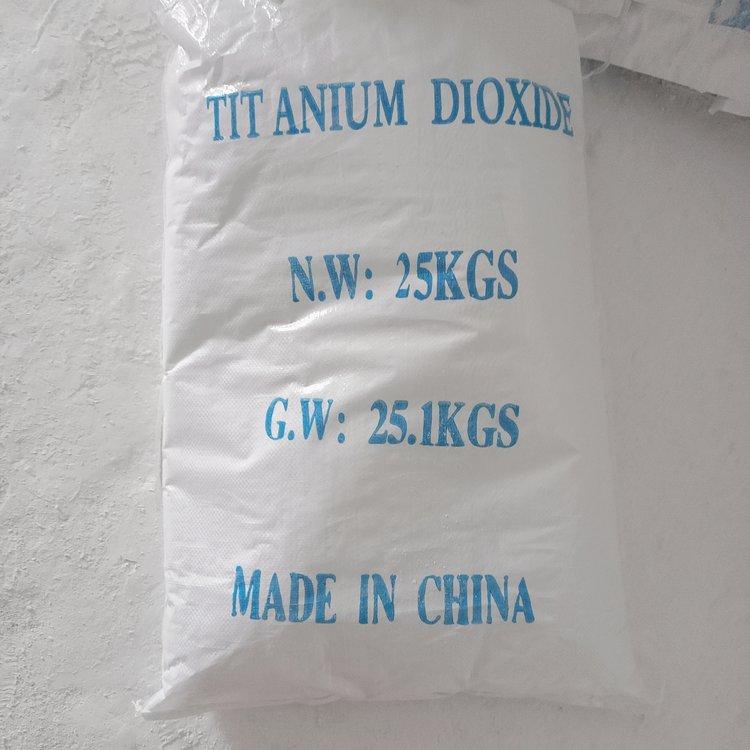 TITANIUM DIOXIDE
N.W: 25KGS
G.W: 25.1KGS
MADE IN CHINA